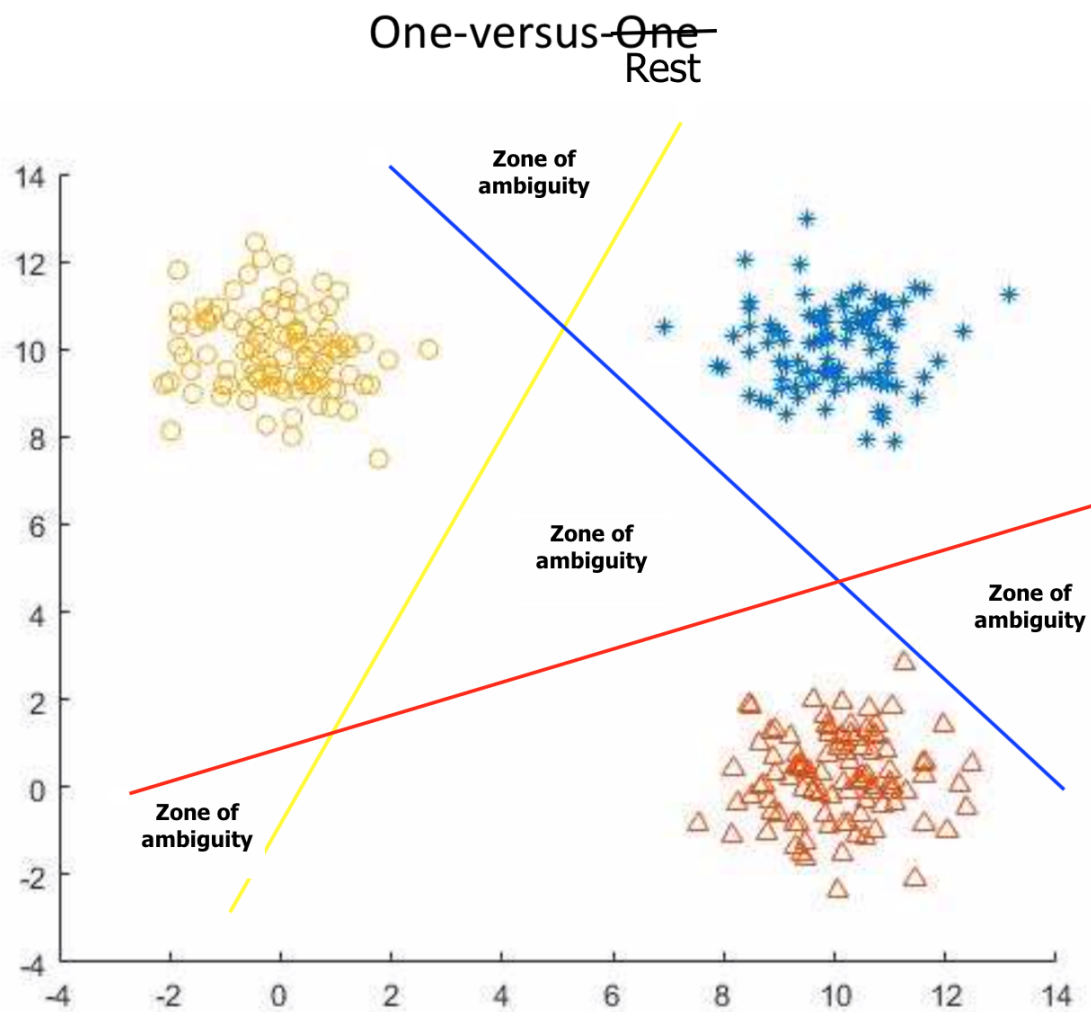 One-versus-One
Rest
Zone of
ambiguity
14
12
10
8
6
4
2
0
-2
-4
Zone of
ambiguity
Zone of
ambiguity
Zone of
ambiguity
-4 -2 0 2 4 6 8 10 12 14